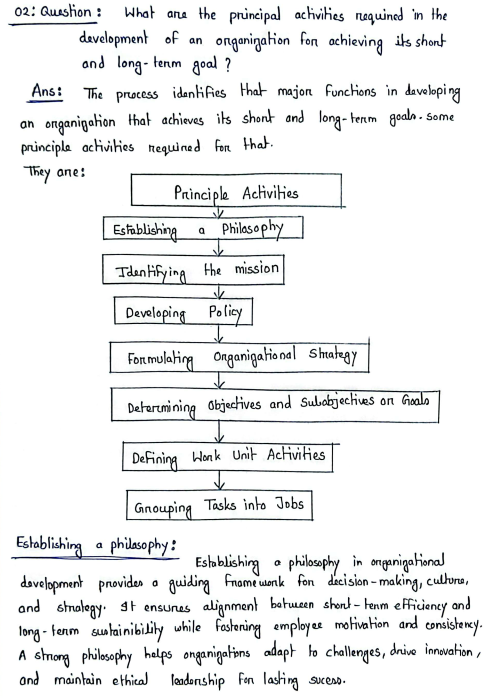 02: Question: What are the principal activities required in the
development of an organization for achieving its short
and long-term goal?
Ans: The process identifies that major functions in developing
an organization that achieves its short and long-term goals. some
principle activities required for that.
They are:
Principle Activities
Establishing a Philosophy
Identifying the mission
Developing Policy
Formulating Organizational Strategy
Determining Objectives and Subobjectives or Goals
Defining Work Unit Activities
Grouping Tasks into Jobs
Establishing a philosophy:
Establishing a philosophy in organizational
development provides a guiding framework for decision-making, culture,
and strategy. It ensures alignment between short-term efficiency and
long-term sustainibility while fostening employee motivation and consistency.
A strong philosophy helps organizations adapt to challenges, drive innovation,
and maintain ethical leadership for lasting sucess.